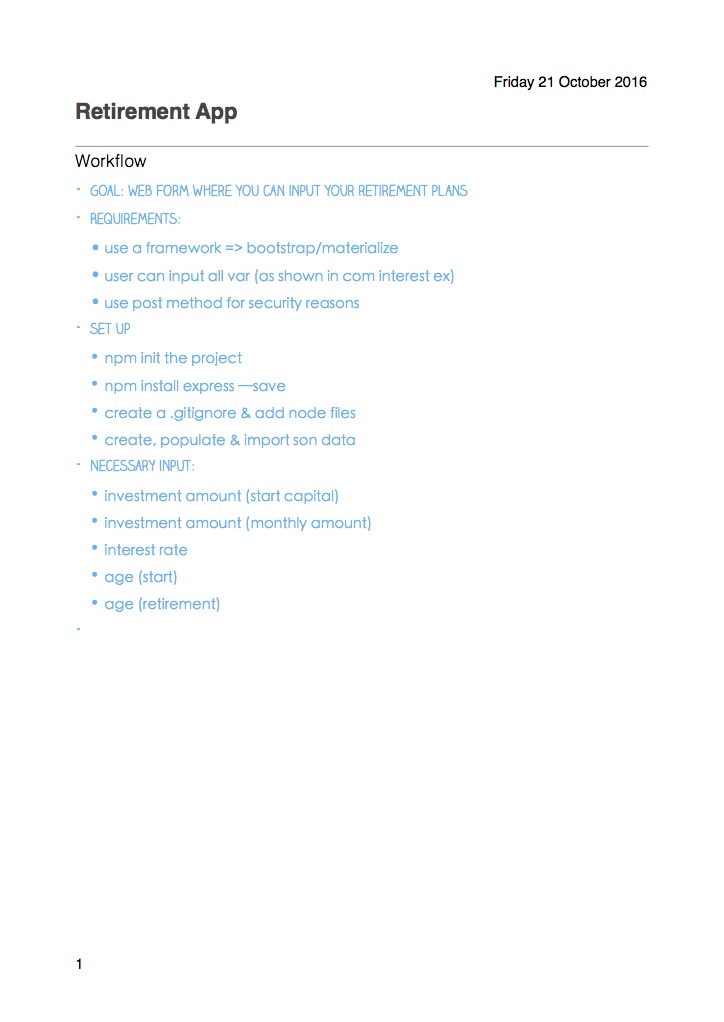 Friday 21 October 2016
Retirement App
Workflow
- GOAL: WEB FORM WHERE YOU CAN INPUT YOUR RETIREMENT PLANS
- REQUIREMENTS:
• use a framework => bootstrap/materialize
• user can input all var (as shown in com interest ex)
• use post method for security reasons
- SET UP
• npm init the project
• npm install express —save
• create a .gitignore & add node files
• create, populate & import son data
- NECESSARY INPUT:
• investment amount (start capital)
• investment amount (monthly amount)
• interest rate
• age (start)
• age (retirement)
-
1